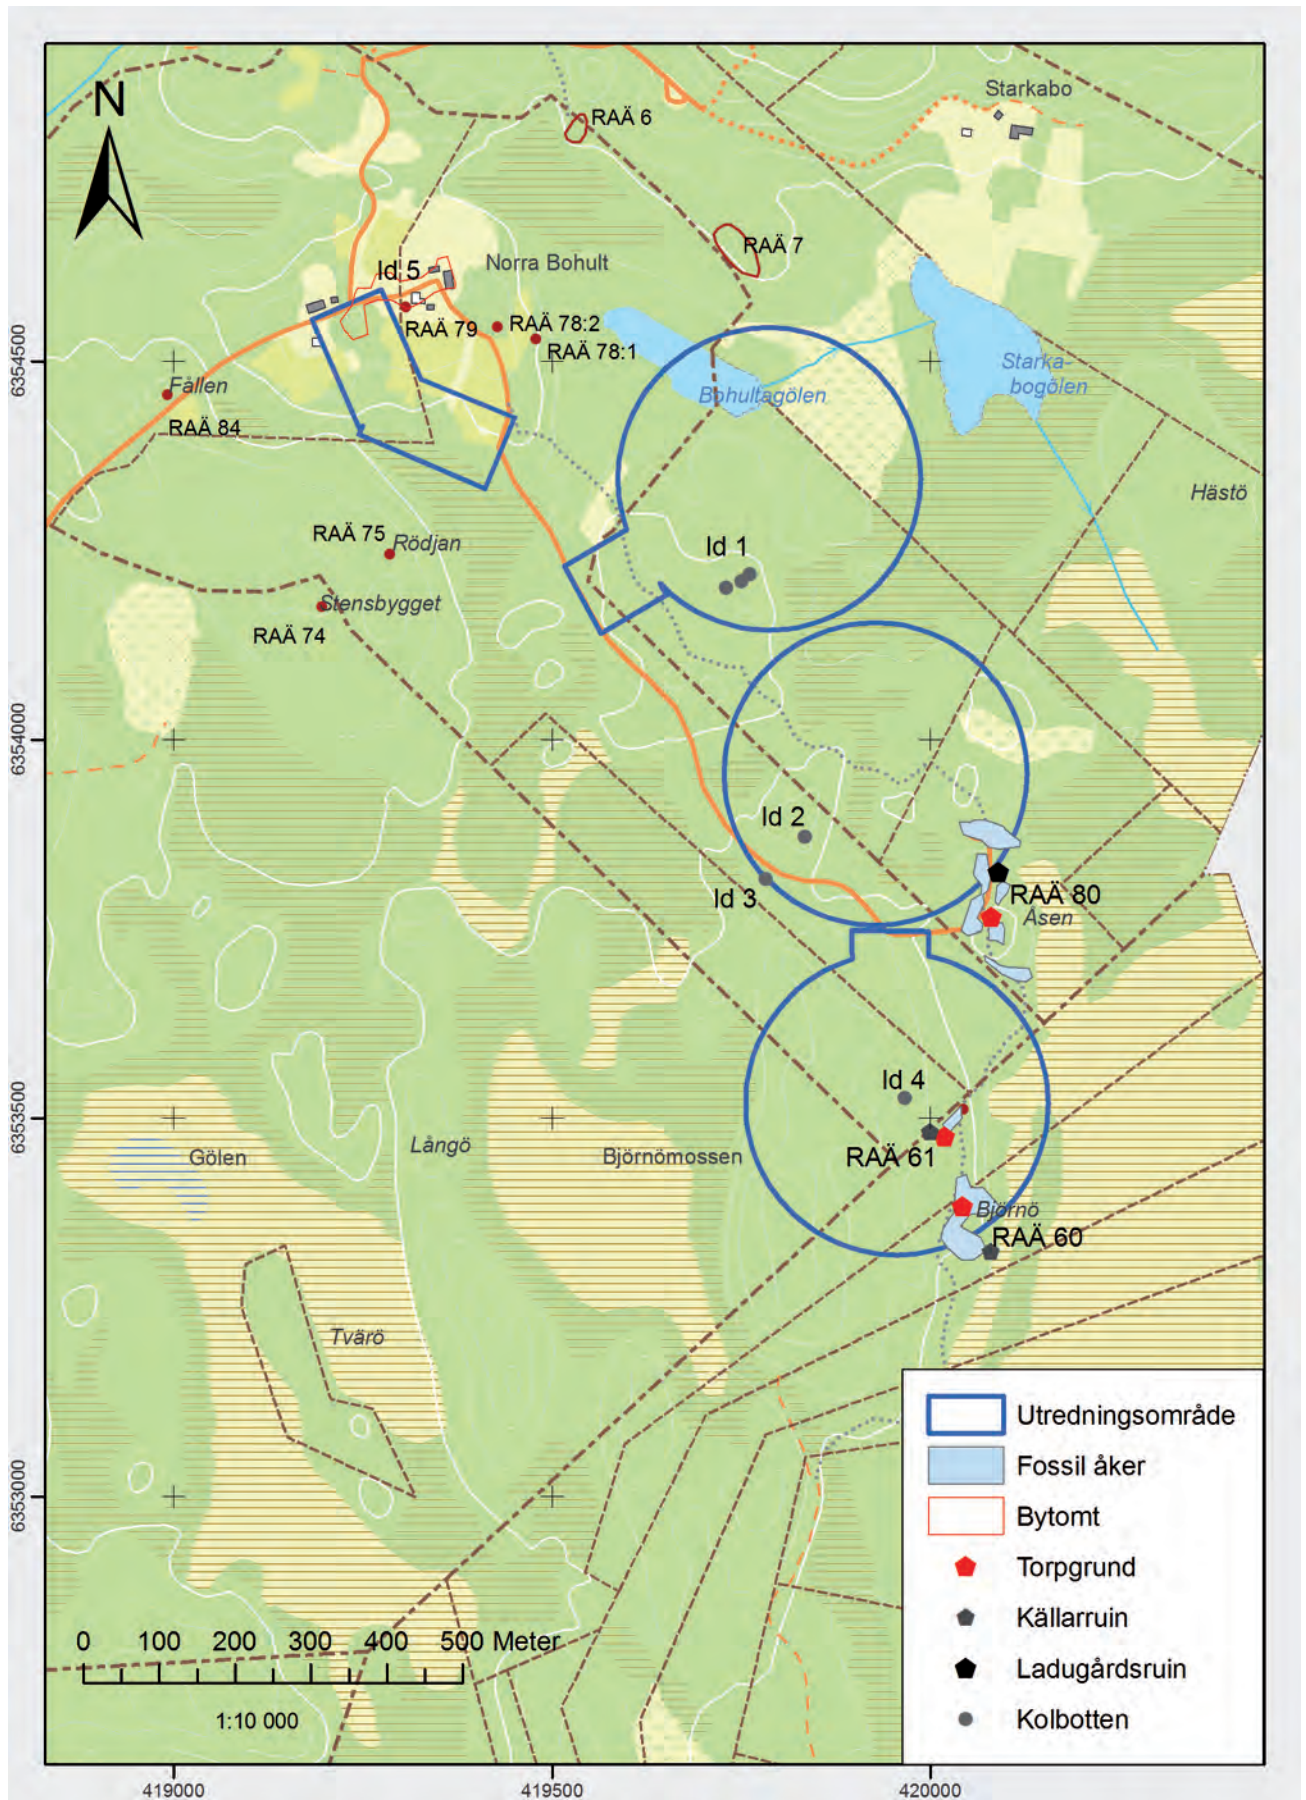 N
Starkabo
RAÄ 6
RAÄ 7
Id 5
Norra Bohult
RAÄ 79
RAÄ 78:2
RAÄ 78:1
6354500
Fållen
RAÄ 84
Bohultagölen
Starka-
bogölen
Hästö
RAÄ 75
Rödjan
Id 1
Stensbygget
RAÄ 74
6354000
Id 2
Id 3
RAÄ 80
Åsen
Id 4
6353500
Gölen
Långö
Björnömossen
RAÄ 61
Björnö
RAÄ 60
Tvärö
6353000
Utredningsområde
Fossil åker
Bytomt
Torpgrund
Källarruin
Ladugårdsruin
Kolbotten
0 100 200 300 400 500 Meter
1:10 000
419000 419500 420000